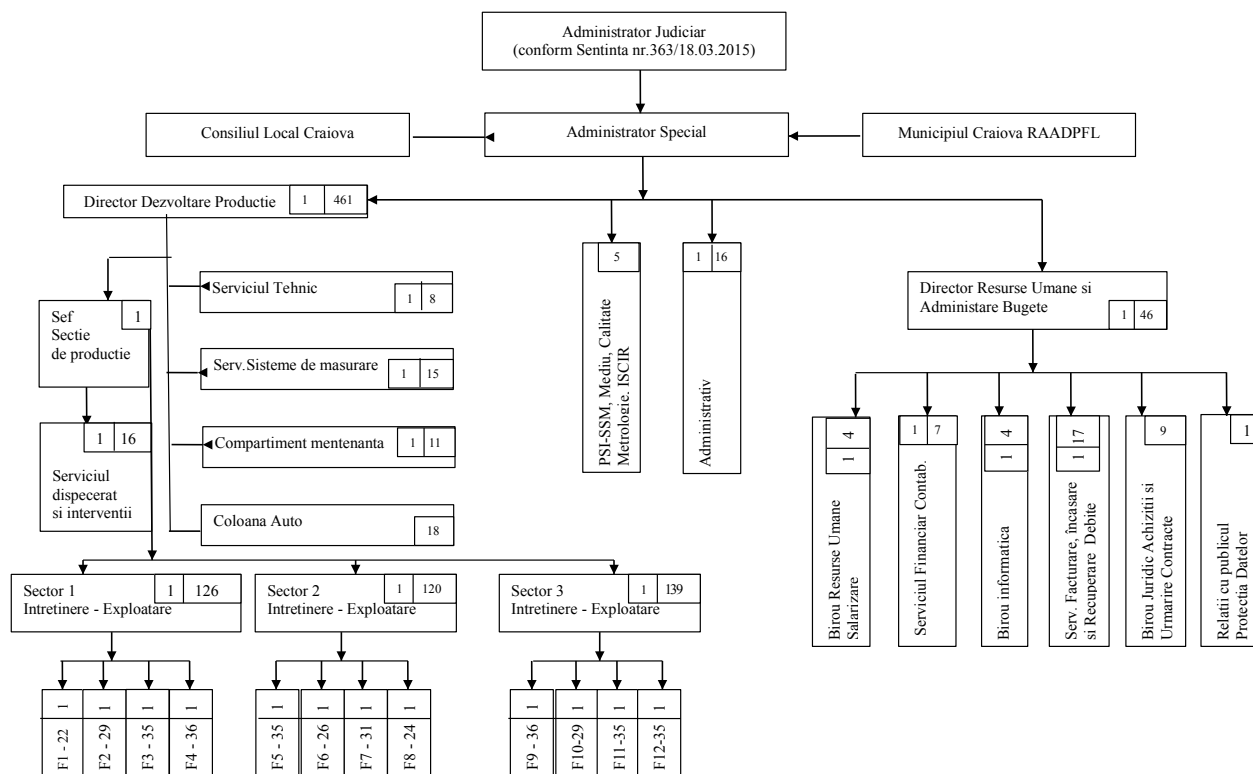 Administrator Judiciar
(conform Sentinta nr.363/18.03.2015)
Consiliul Local Craiova
Administrator Special
Municipiul Craiova RAADPFL
Director Dezvoltare Productie
1 461
5
PSI-SSM, Mediu, Calitate
Metrologie. ISCIR
1 16
Administrativ
Director Resurse Umane si
Administare Bugete
1 46
Sef
Sectie
de productie
1
Serviciul Tehnic
1 8
Serv.Sisteme de masurare
1 15
1 16
Serviciul
dispecerat
si interventii
Compartiment mentenanta
1 11
Coloana Auto
18
1 4
Birou Resurse Umane
Salarizare
1 7
Serviciul Financiar Contab.
1 4
Birou informatica
1 17
Serv. Facturare, încasare
si Recuperare Debite
9
Birou Juridic Achizitii si
Urmarire Contracte
1
Relatii cu publicul
Protectia Datelor
Sector 1
Intretinere - Exploatare
1 126
Sector 2
Intretinere - Exploatare
1 120
Sector 3
Intretinere - Exploatare
1 139
F1 - 22 1
F2 - 29 1
F3 - 35 1
F4 - 36 1
F5 - 35 1
F6 - 26 1
F7 - 31 1
F8 - 24 1
F9 - 36 1
F10-29 1
F11-35 1
F12-35 1